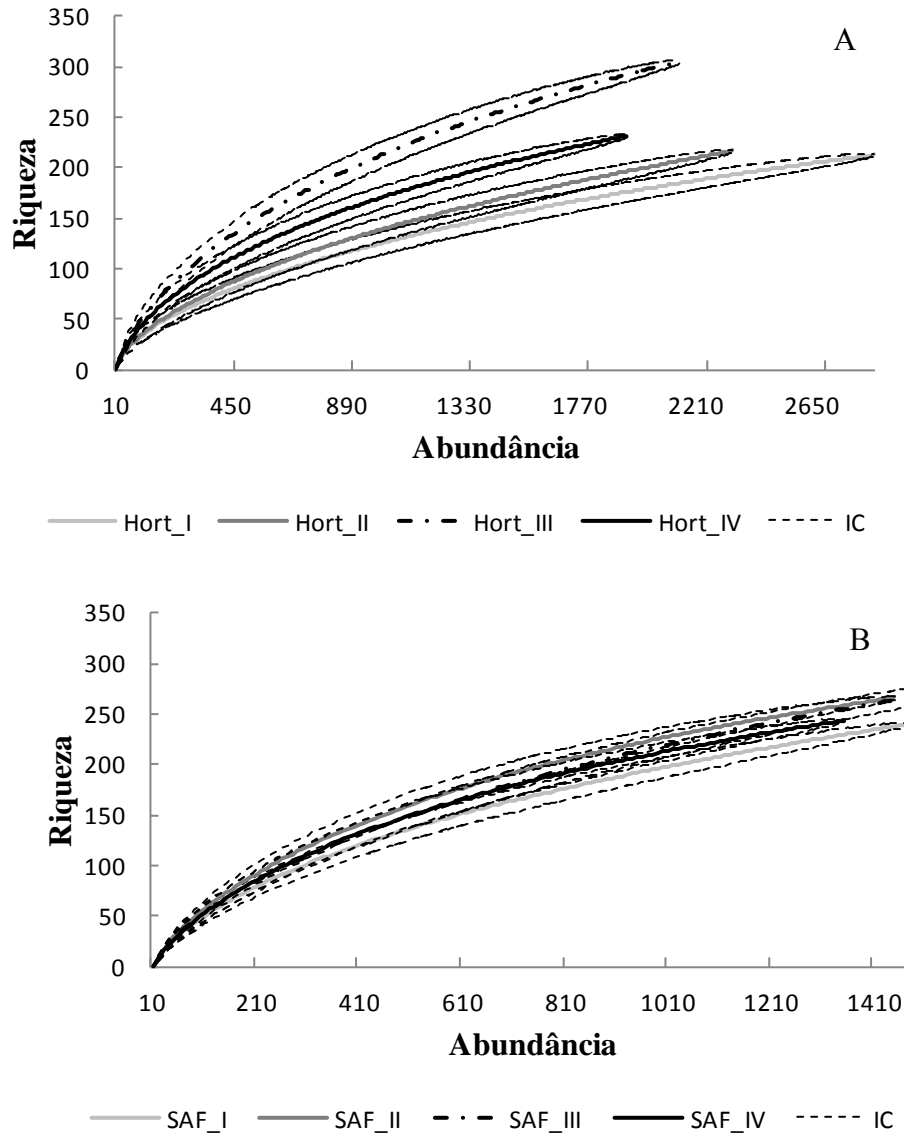 A
Riqueza
350
300
250
200
150
100
50
0
10 450 890 1330 1770 2210 2650
Abundância
Hort_I Hort_II Hort_III Hort_IV IC
B
Riqueza
350
300
250
200
150
100
50
0
10 210 410 610 810 1010 1210 1410
Abundância
SAF_I SAF_II SAF_III SAF_IV IC